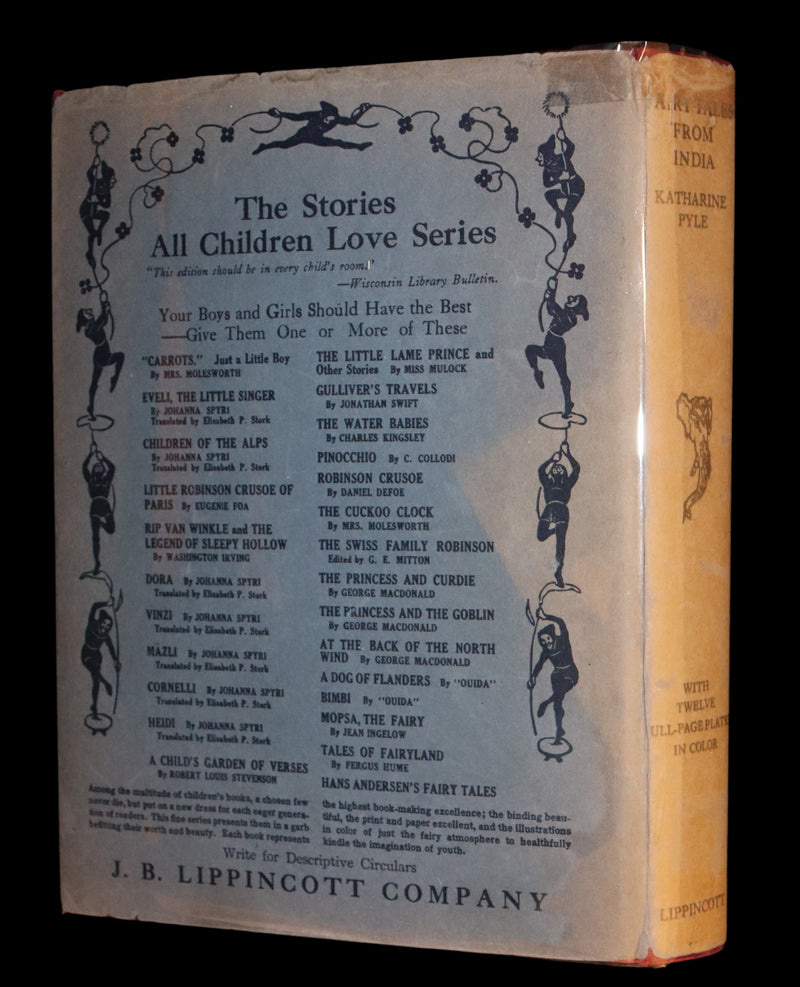 The Stories
All Children Love Series
"This edition should be in every child's room."
—Wisconsin Library Bulletin.
Your Boys and Girls Should Have the Best
—Give Them One or More of These
"CARROTS." Just a Little Boy
By MRS. MOLESWORTH
EVELI, THE LITTLE SINGER
By JOHANNA SPYRI
Translated by Elisabeth P. Stork
CHILDREN OF THE ALPS
By JOHANNA SPYRI
Translated by Elisabeth P. Stork
LITTLE ROBINSON CRUSOE OF
PARIS By EUGENIE FOA
RIP VAN WINKLE and THE
LEGEND OF SLEEPY HOLLOW
By WASHINGTON IRVING
DORA By JOHANNA SPYRI
Translated by Elisabeth P. Stork
VINZI By JOHANNA SPYRI
Translated by Elisabeth P. Stork
MÄZLI By JOHANNA SPYRI
Translated by Elisabeth P. Stork
CORNELLI By JOHANNA SPYRI
Translated by Elisabeth P. Stork
HEIDI By JOHANNA SPYRI
Translated by Elisabeth P. Stork
A CHILD'S GARDEN OF VERSES
By ROBERT LOUIS STEVENSON
THE LITTLE LAME PRINCE and
Other Stories By MISS MULOCK
GULLIVER'S TRAVELS
By JONATHAN SWIFT
THE WATER BABIES
By CHARLES KINGSLEY
PINOCCHIO By C. COLLODI
ROBINSON CRUSOE
By DANIEL DEFOE
THE CUCKOO CLOCK
By MRS. MOLESWORTH
THE SWISS FAMILY ROBINSON
Edited by G. E. MITTON
THE PRINCESS AND CURDIE
By GEORGE MACDONALD
THE PRINCESS AND THE GOBLIN
By GEORGE MACDONALD
AT THE BACK OF THE NORTH
WIND By GEORGE MACDONALD
A DOG OF FLANDERS By "OUIDA"
BIMBI By "OUIDA"
MOPSA, THE FAIRY
By JEAN INGELOW
TALES OF FAIRYLAND
By FERGUS HUME
HANS ANDERSEN'S FAIRY TALES
Among the multitude of children's books, a chosen few
never die, but put on a new dress for each eager genera-
tion of readers. This fine series presents them in a garb
befitting their worth and beauty. Each book represents
the highest book-making excellence; the binding beau-
tiful, the print and paper excellent, and the illustrations
in color of just the fairy atmosphere to healthfully
kindle the imagination of youth.
Write for Descriptive Circulars
J. B. LIPPINCOTT COMPANY
TALES
FROM
INDIA
KATHARINE
PYLE
WITH
TWELVE
ULL-PAGE PLATE
IN COLOR
LIPPINCOTT